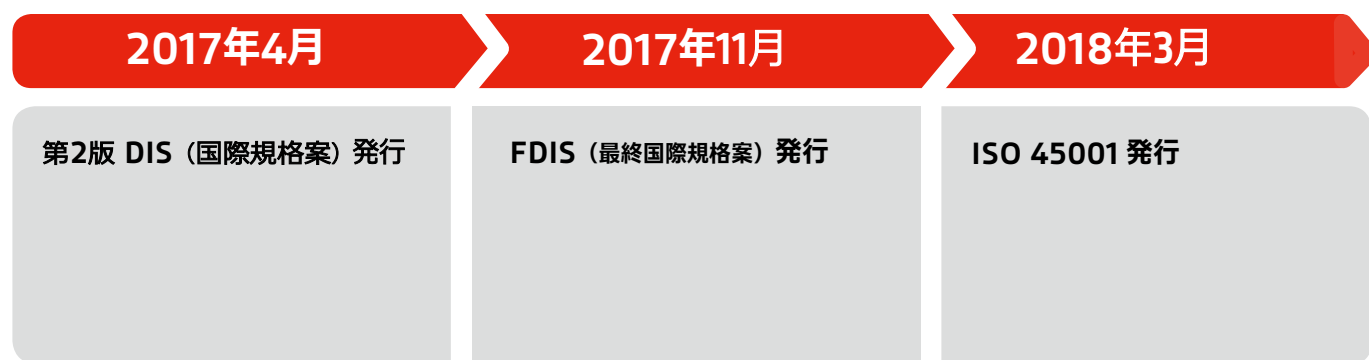 2017年4月
2017年11月
2018年3月
第2版 DIS（国際規格案）発行
FDIS（最終国際規格案）発行
ISO 45001 発行